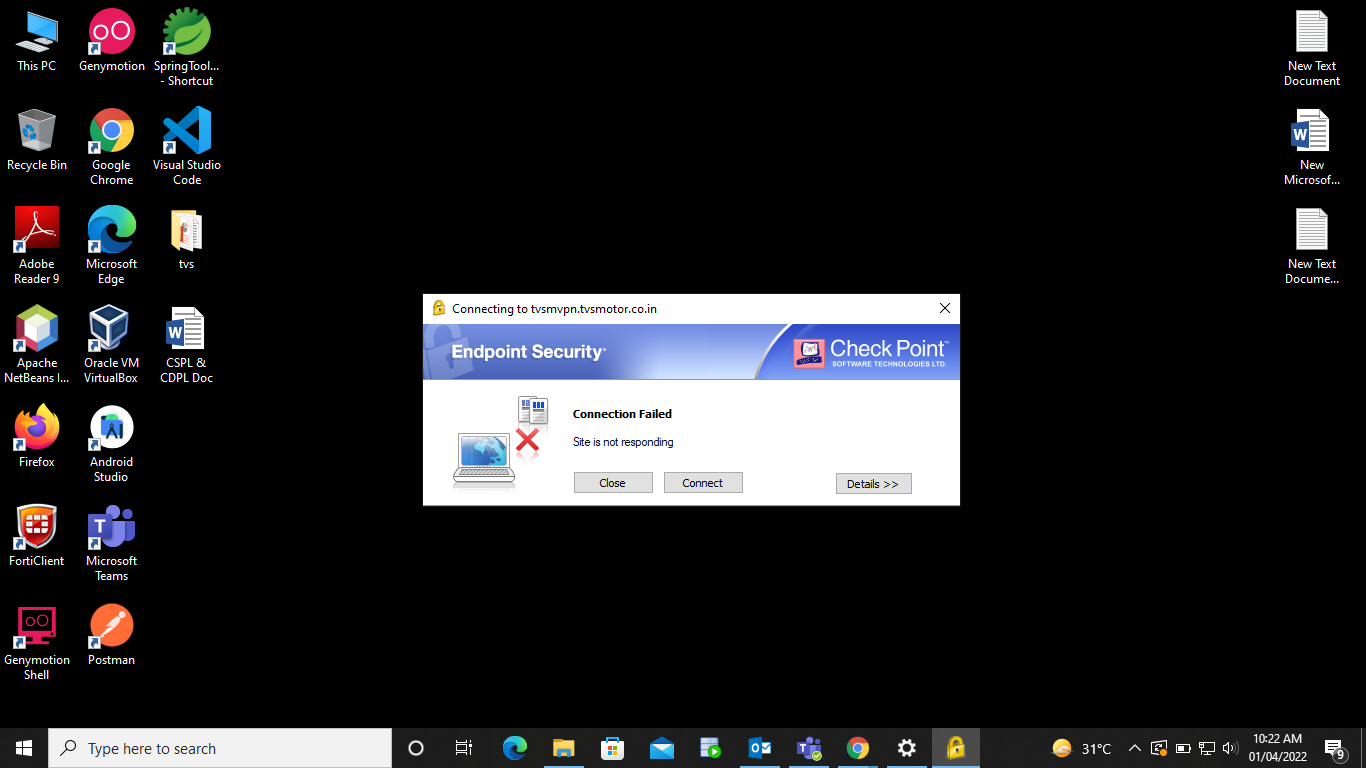 This PC
Genymotion
SpringTool...
- Shortcut
Recycle Bin
Google
Chrome
Visual Studio
Code
Adobe
Reader 9
Microsoft
Edge
tvs
Apache
NetBeans I...
Oracle VM
VirtualBox
CSPL &
CDPL Doc
Firefox
Android
Studio
FortiClient
Microsoft
Teams
Genymotion
Shell
Postman
New Text
Document
New
Microsof...
New Text
Docume...
Connecting to tvsmvpn.tvsmotor.co.in
Endpoint Security
Check Point™
SOFTWARE TECHNOLOGIES LTD.
Connection Failed
Site is not responding
Close
Connect
Details >>
Type here to search
31°C
10:22 AM
01/04/2022
9